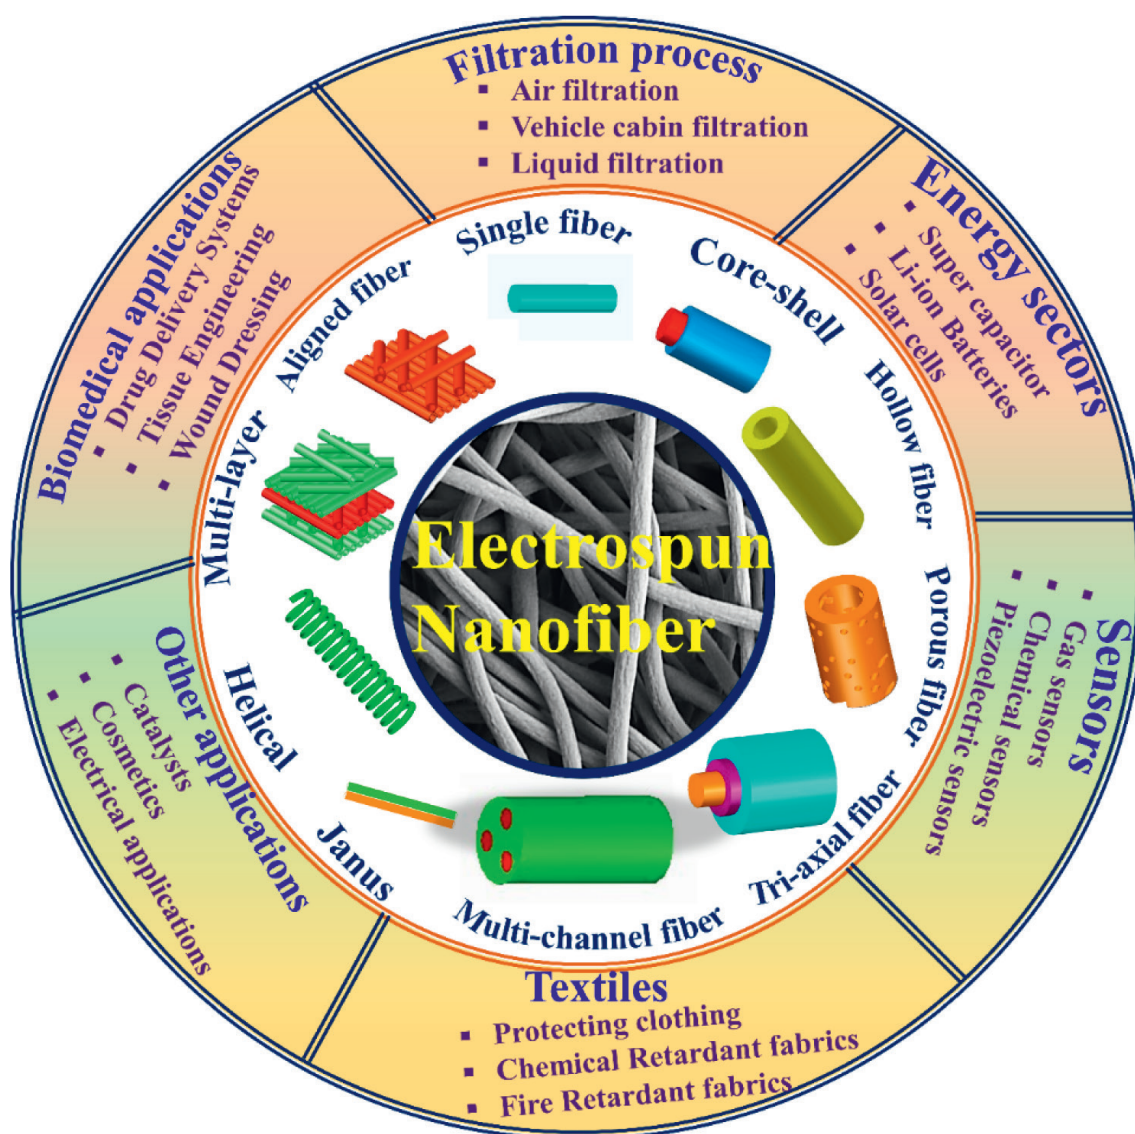 Filtration process
▪ Air filtration
▪ Vehicle cabin filtration
▪ Liquid filtration
Energy sectors
▪ Super capacitor
▪ Li-ion Batteries
▪ Solar cells
Sensors
▪ Gas sensors
▪ Chemical sensors
▪ Piezoelectric sensors
Textiles
▪ Protecting clothing
▪ Chemical Retardant fabrics
▪ Fire Retardant fabrics
Other applications
▪ Catalysts
▪ Cosmetics
▪ Electrical applications
Biomedical applications
▪ Drug Delivery Systems
▪ Tissue Engineering
▪ Wound Dressing
Single fiber
Core-shell
Hollow fiber
Porous fiber
Tri-axial fiber
Multi-channel fiber
Janus
Helical
Multi-layer
Aligned fiber
Electrospun
Nanofiber